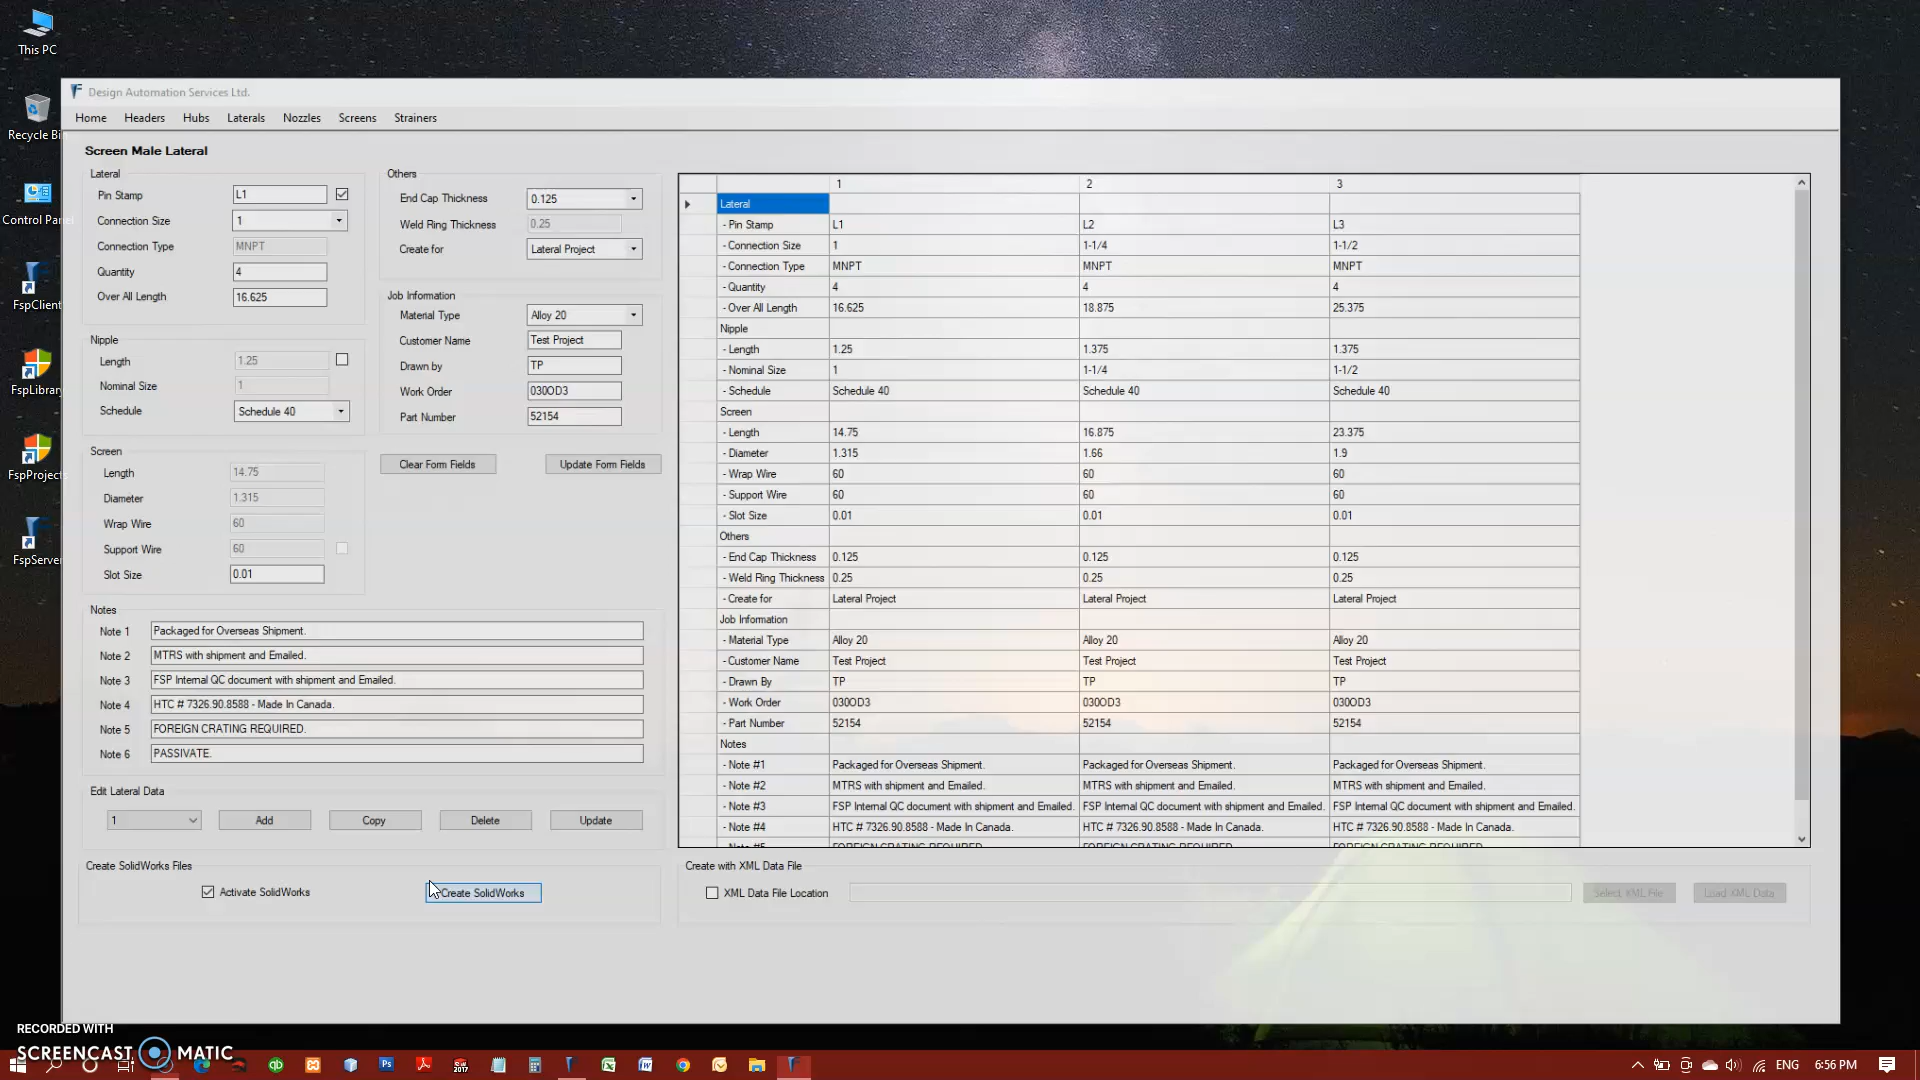 This PC
Recycle Bi
Control Pane
FspClient
FspLibrary
FspProject
FspServer
Design Automation Services Ltd.
Home Headers Hubs Laterals Nozzles Screens Strainers
Screen Male Lateral
Lateral
Pin Stamp L1
Connection Size 1
Connection Type MNPT
Quantity 4
Over All Length 16.625
Nipple
Length 1.25
Nominal Size 1
Schedule Schedule 40
Screen
Length 14.75
Diameter 1.315
Wrap Wire 60
Support Wire 60
Slot Size 0.01
Others
End Cap Thickness 0.125
Weld Ring Thickness 0.25
Create for Lateral Project
Job Information
Material Type Alloy 20
Customer Name Test Project
Drawn by TP
Work Order 030OD3
Part Number 52154
Clear Form Fields Update Form Fields
Notes
Note 1 Packaged for Overseas Shipment.
Note 2 MTRS with shipment and Emailed.
Note 3 FSP Internal QC document with shipment and Emailed.
Note 4 HTC # 7326.90.8588 - Made In Canada.
Note 5 FOREIGN CRATING REQUIRED.
Note 6 PASSIVATE.
Edit Lateral Data
1 Add Copy Delete Update
Create SolidWorks Files
Activate SolidWorks Create SolidWorks
1 2 3
Lateral
- Pin Stamp L1 L2 L3
- Connection Size 1 1-1/4 1-1/2
- Connection Type MNPT MNPT MNPT
- Quantity 4 4 4
- Over All Length 16.625 18.875 25.375
Nipple
- Length 1.25 1.375 1.375
- Nominal Size 1 1-1/4 1-1/2
- Schedule Schedule 40 Schedule 40 Schedule 40
Screen
- Length 14.75 16.875 23.375
- Diameter 1.315 1.66 1.9
- Wrap Wire 60 60 60
- Support Wire 60 60 60
- Slot Size 0.01 0.01 0.01
Others
- End Cap Thickness 0.125 0.125 0.125
- Weld Ring Thickness 0.25 0.25 0.25
- Create for Lateral Project Lateral Project Lateral Project
Job Information
- Material Type Alloy 20 Alloy 20 Alloy 20
- Customer Name Test Project Test Project Test Project
- Drawn By TP TP TP
- Work Order 030OD3 030OD3 030OD3
- Part Number 52154 52154 52154
Notes
- Note #1 Packaged for Overseas Shipment. Packaged for Overseas Shipment. Packaged for Overseas Shipment.
- Note #2 MTRS with shipment and Emailed. MTRS with shipment and Emailed. MTRS with shipment and Emailed.
- Note #3 FSP Internal QC document with shipment and Emailed. FSP Internal QC document with shipment and Emailed. FSP Internal QC document with shipment and Emailed.
- Note #4 HTC # 7326.90.8588 - Made In Canada. HTC # 7326.90.8588 - Made In Canada. HTC # 7326.90.8588 - Made In Canada.
- Note #5 FOREIGN CRATING REQUIRED. FOREIGN CRATING REQUIRED. FOREIGN CRATING REQUIRED.
Create with XML Data File
XML Data File Location Select XML File Load XML Data
RECORDED WITH
SCREENCAST MATIC
qb Ps 2017
ENG 6:56 PM